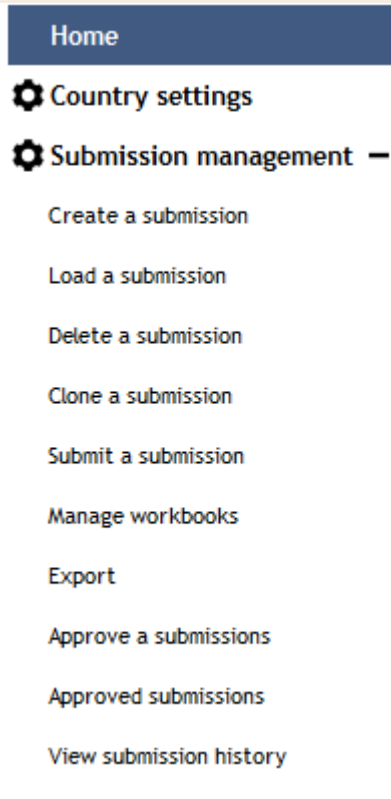 Home
Country settings
Submission management –
Create a submission
Load a submission
Delete a submission
Clone a submission
Submit a submission
Manage workbooks
Export
Approve a submissions
Approved submissions
View submission history